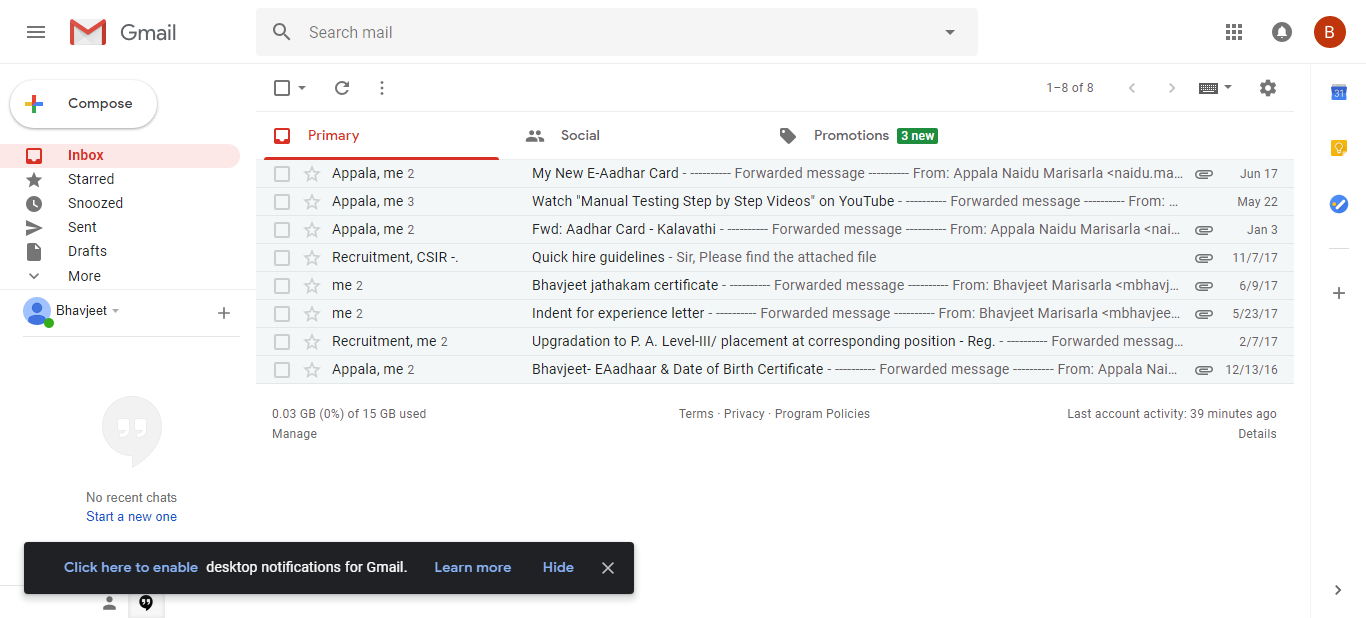 Gmail
Search mail
B
Compose
1–8 of 8
31
Inbox
Starred
Snoozed
Sent
Drafts
More
Bhavjeet
No recent chats
Start a new one
Primary
Social
Promotions 3 new
Appala, me 2 My New E-Aadhar Card - ---------- Forwarded message ---------- From: Appala Naidu Marisarla <naidu.ma... Jun 17
Appala, me 3 Watch "Manual Testing Step by Step Videos" on YouTube - ---------- Forwarded message ---------- From: ... May 22
Appala, me 2 Fwd: Aadhar Card - Kalavathi - ---------- Forwarded message ---------- From: Appala Naidu Marisarla <nai... Jan 3
Recruitment, CSIR -. Quick hire guidelines - Sir, Please find the attached file 11/7/17
me 2 Bhavjeet jathakam certificate - ---------- Forwarded message ---------- From: Bhavjeet Marisarla <mbhavj... 6/9/17
me 2 Indent for experience letter - ---------- Forwarded message ---------- From: Bhavjeet Marisarla <mbhavjee... 5/23/17
Recruitment, me 2 Upgradation to P. A. Level-III/ placement at corresponding position - Reg. - ---------- Forwarded messag... 2/7/17
Appala, me 2 Bhavjeet- EAadhaar & Date of Birth Certificate - ---------- Forwarded message ---------- From: Appala Nai... 12/13/16
0.03 GB (0%) of 15 GB used
Manage
Terms · Privacy · Program Policies
Last account activity: 39 minutes ago
Details
Click here to enable desktop notifications for Gmail. Learn more Hide